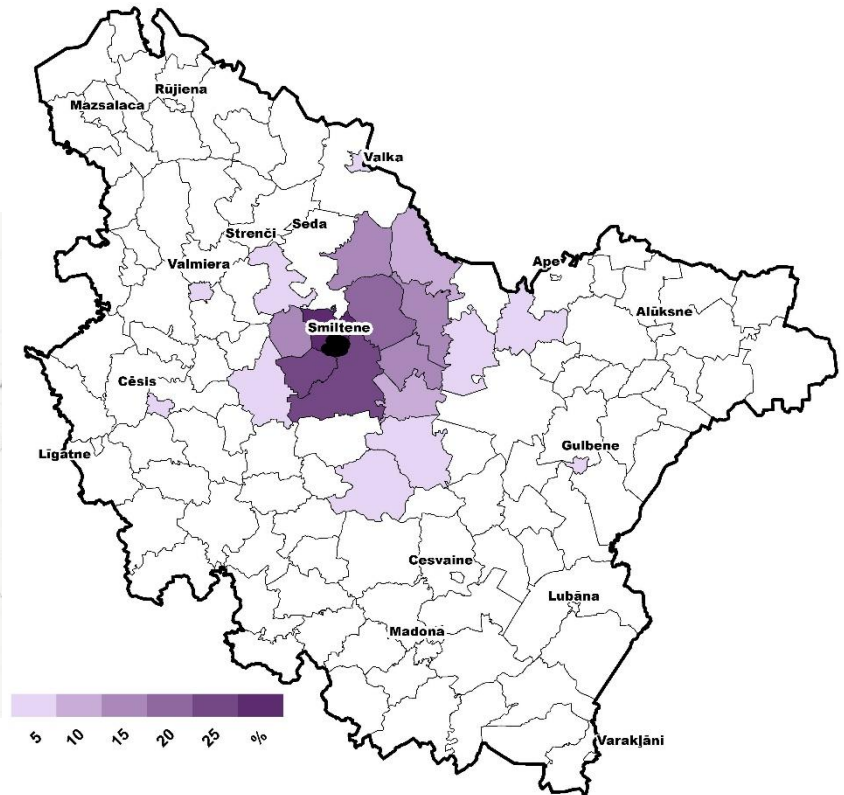 Rūjiena
Mazsalaca
Valka
Seda
Strenči
Valmiera
Ape
Alūksne
Smiltene
Cēsis
Gulbene
Līgatne
Cesvaine
Lubāna
Madona
Varakļāni
5 10 15 20 25 %